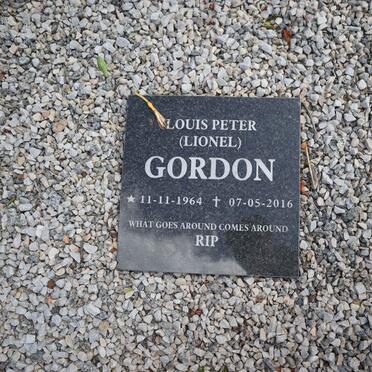 LOUIS PETER
(LIONEL)
GORDON
★ 11-11-1964 ✝ 07-05-2016
WHAT GOES AROUND COMES AROUND
RIP